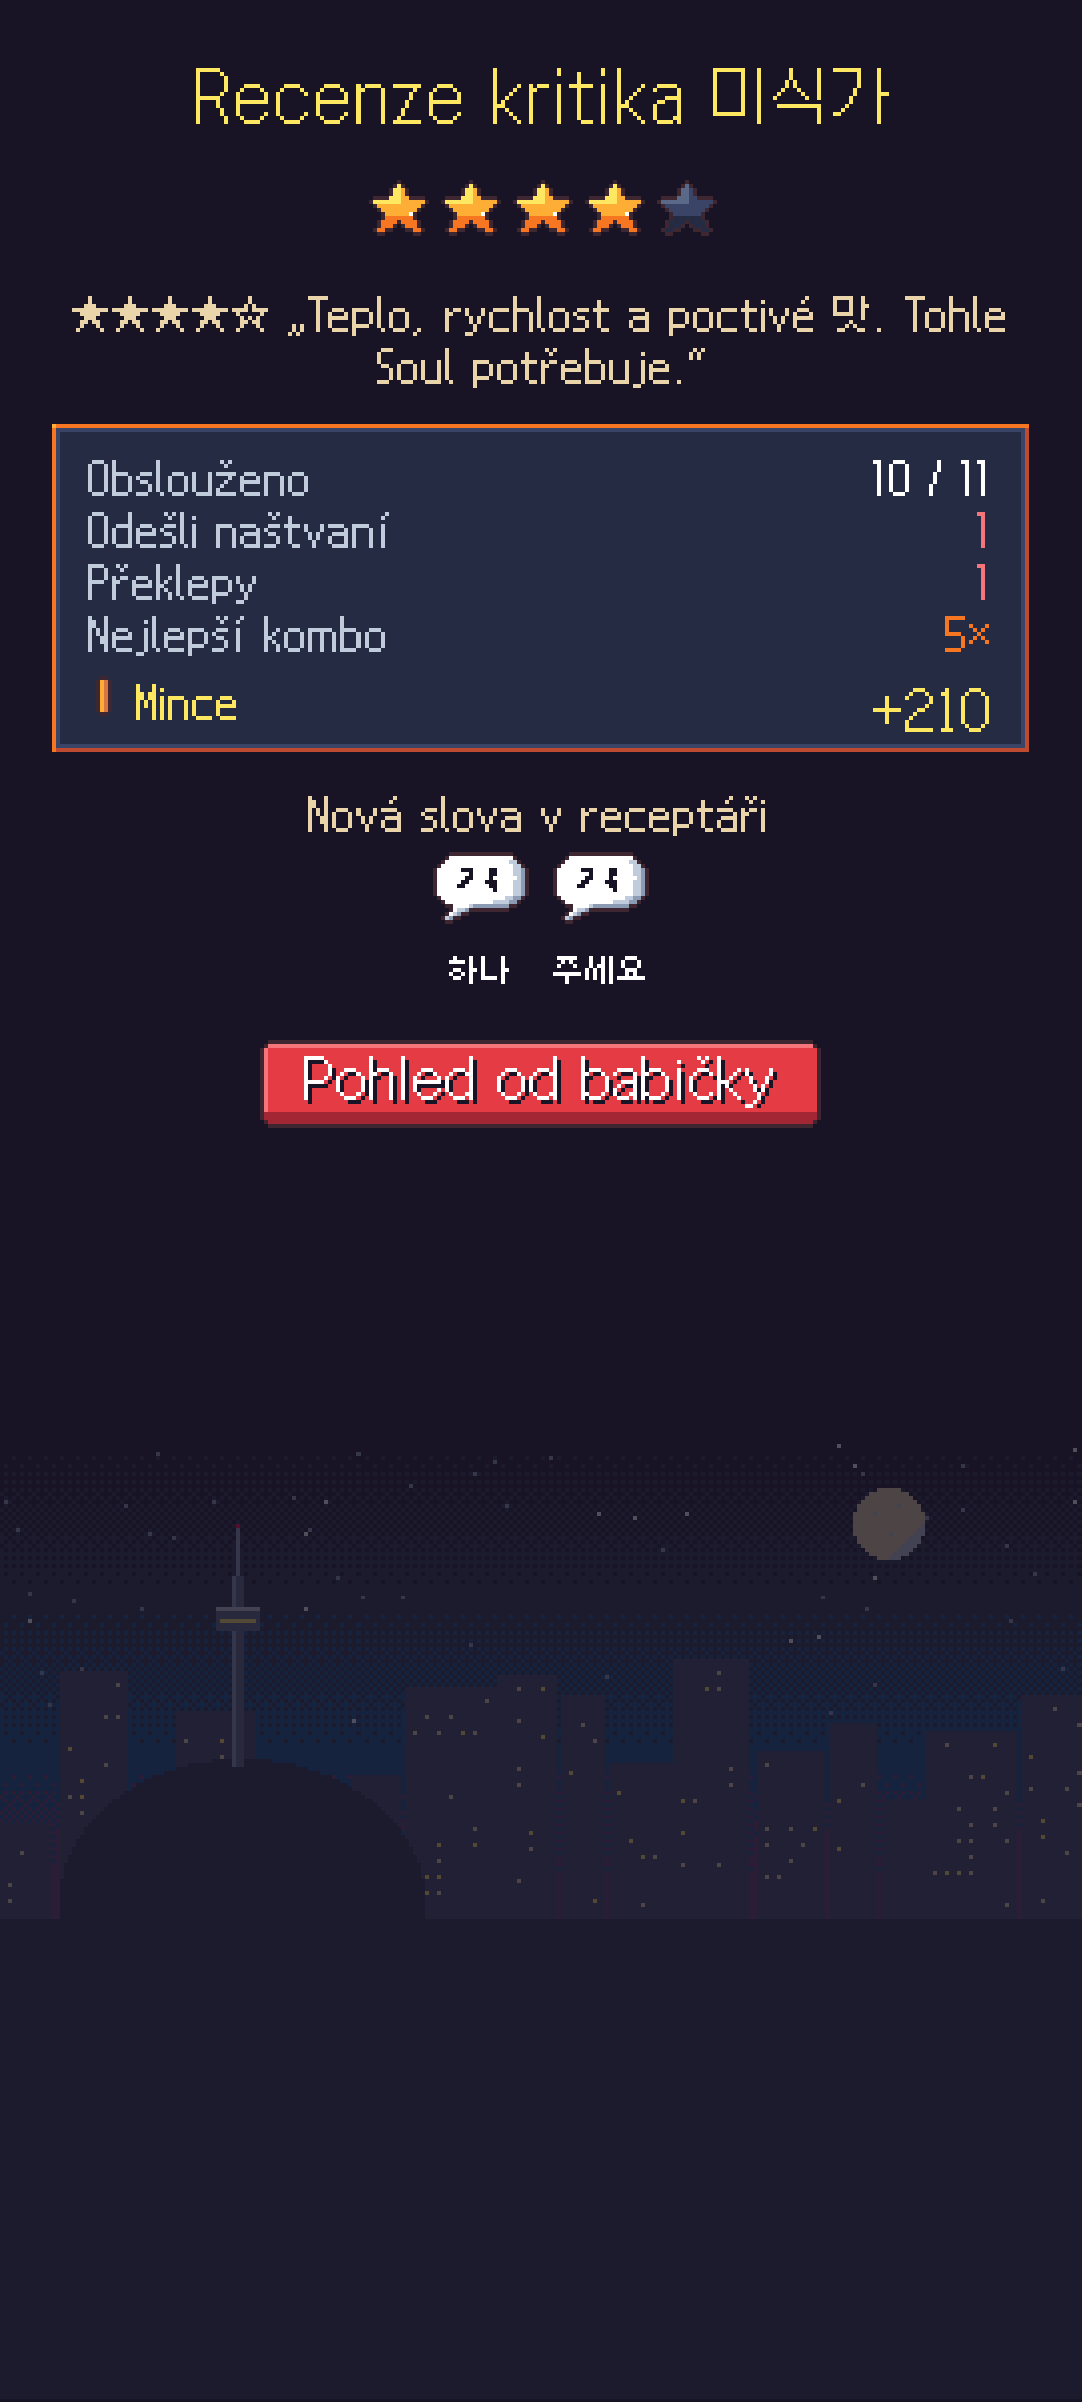 Recenze kritika 미식가
★★★★☆ „Teplo, rychlost a poctivé 맛. Tohle
Soul potřebuje.“
Obslouženo 10 / 11
Odešli naštvaní 1
Překlepy 1
Nejlepší kombo 5×
Mince +210
Nová slova v receptáři
하나 주세요
Pohled od babičky